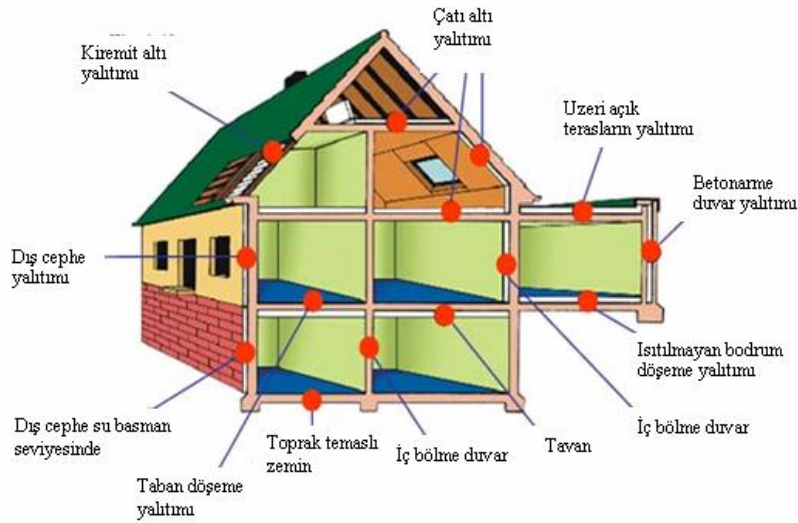 Çatı altı
yalıtımı
Kiremit altı
yalıtımı
Uzeri açık
terasların yalıtımı
Betonarme
duvar yalıtımı
Dış cephe
yalıtımı
Isıtılmayan bodrum
döşeme yalıtımı
Dış cephe su basman
seviyesinde
Toprak temaslı
zemin
İç bölme duvar
Tavan
İç bölme duvar
Taban döşeme
yalıtımı